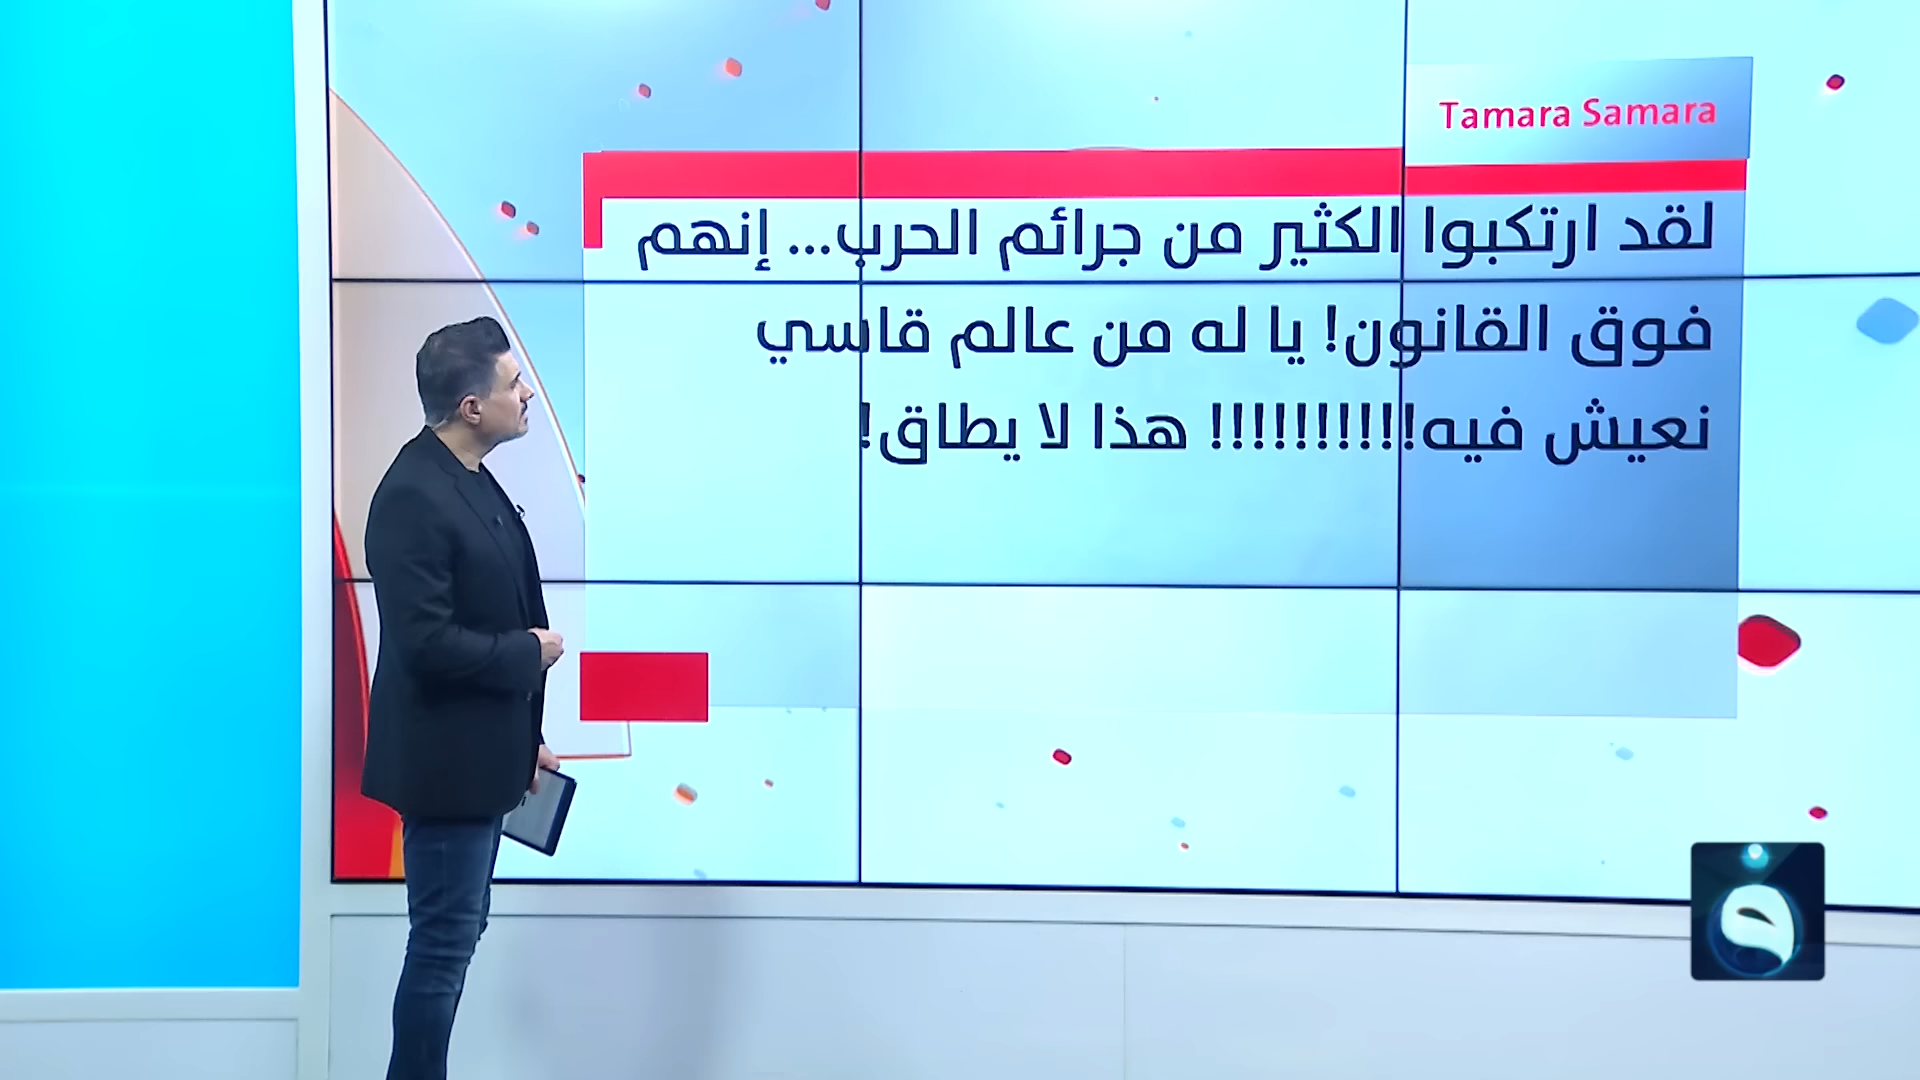 Tamara Samara
لقد ارتكبوا الكثير من جرائم الحرب... إنهم
فوق القانون! يا له من عالم قاسي
نعيش فيه!!!!!!!!!! هذا لا يطاق!